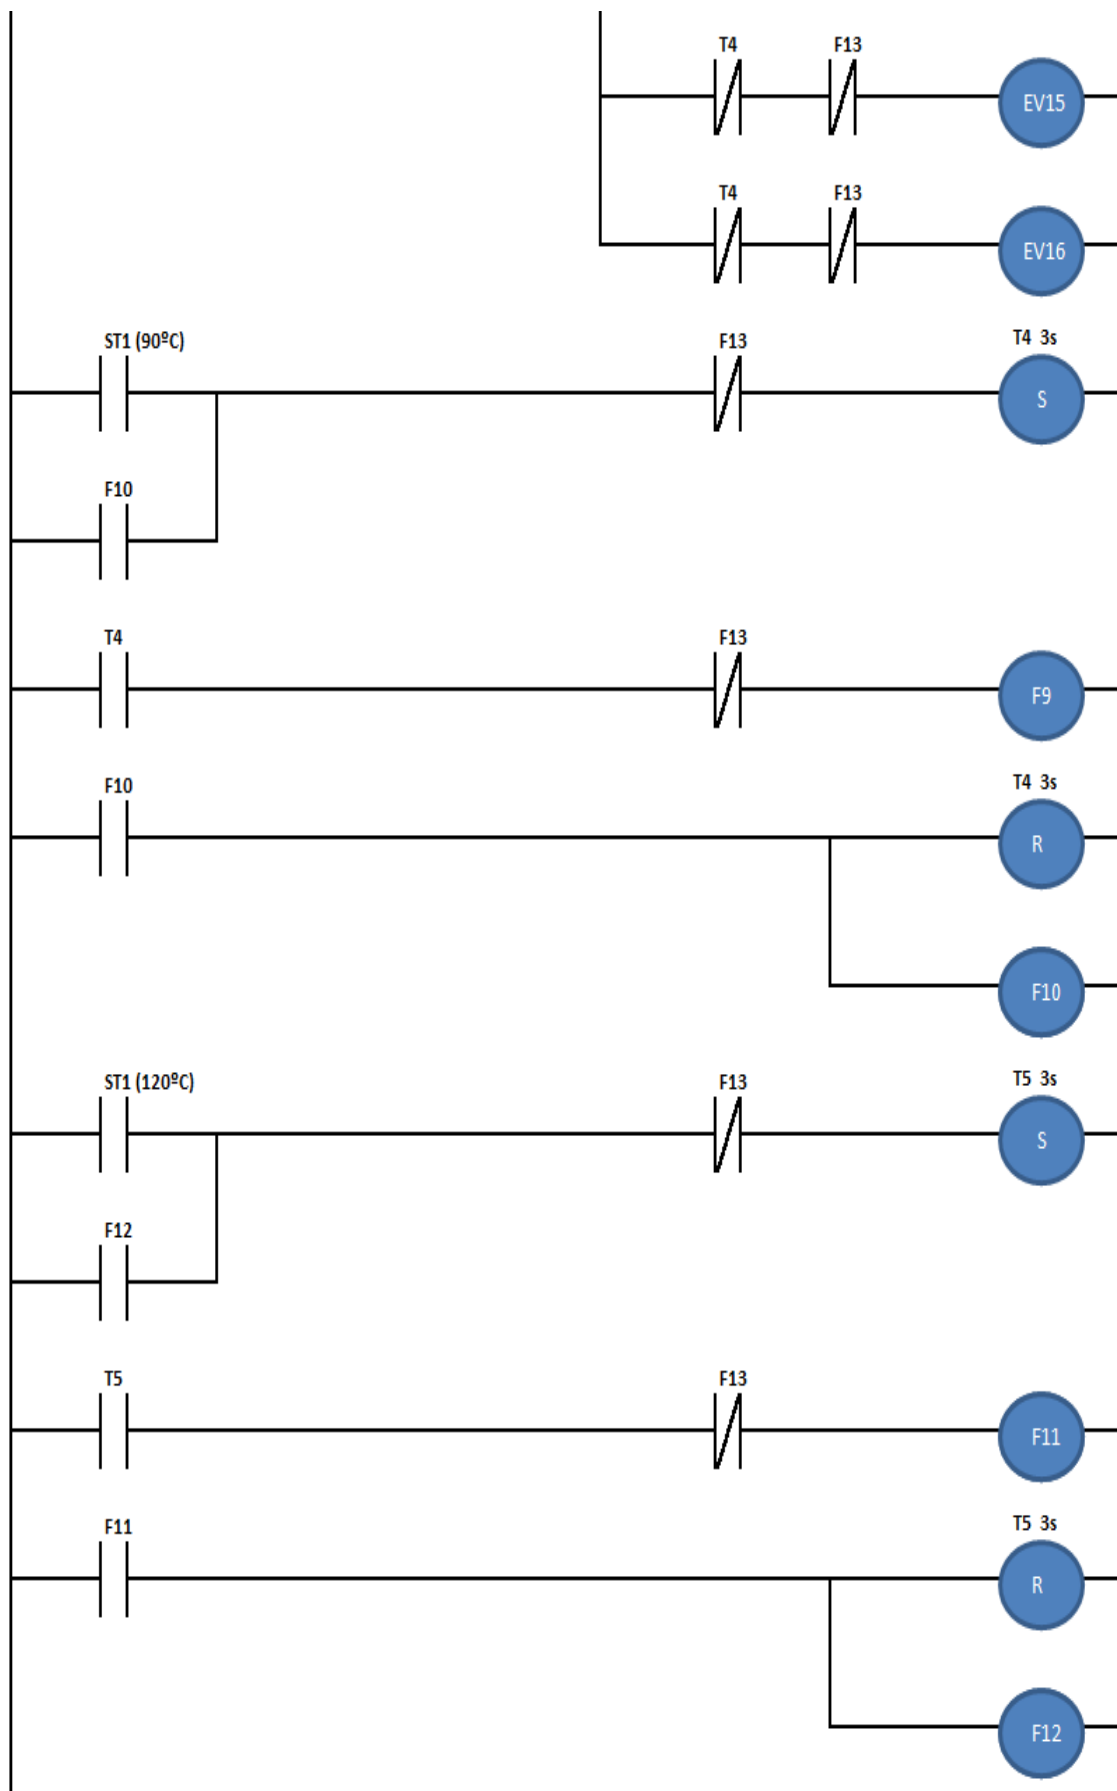 T4 F13
EV15
T4 F13
EV16
ST1 (90ºC) F13 T4 3s
S
F10
T4 F13
F9
F10 T4 3s
R
F10
ST1 (120ºC) F13 T5 3s
S
F12
T5 F13
F11
F11 T5 3s
R
F12